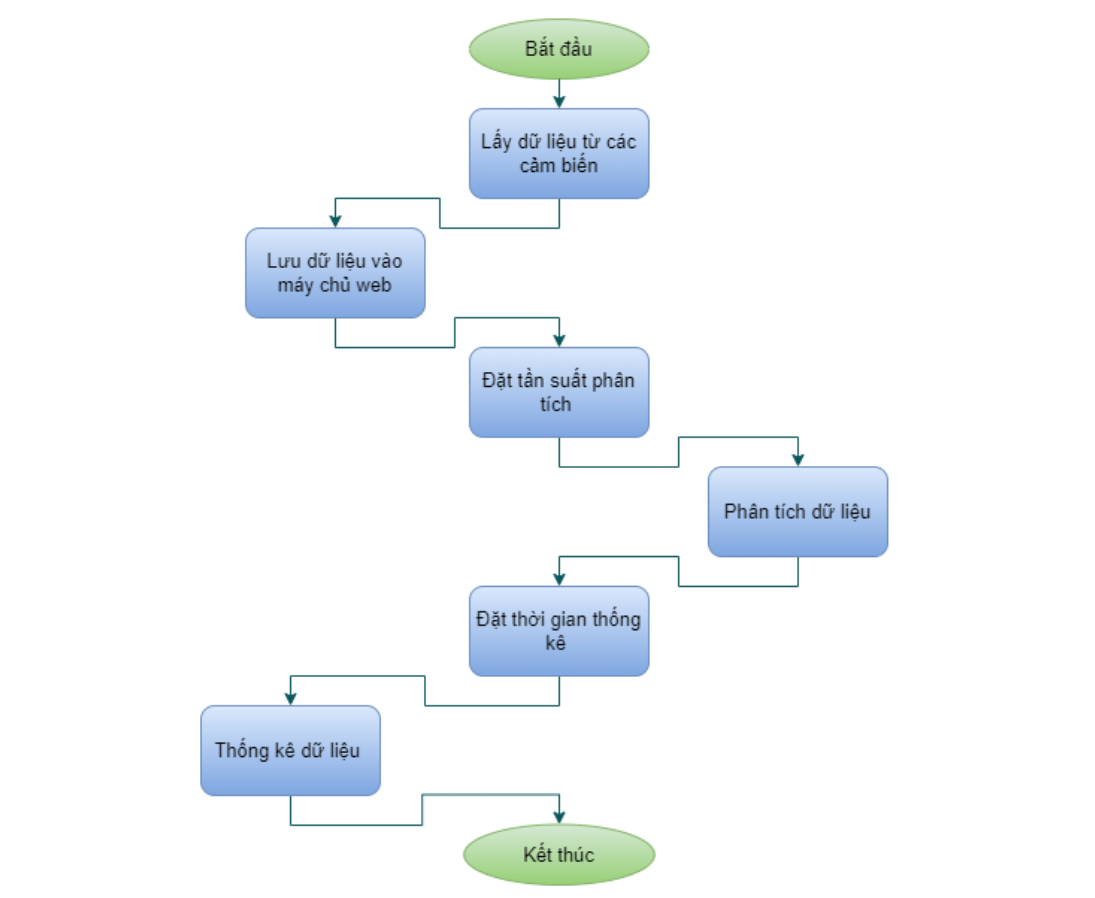 Bắt đầu
Lấy dữ liệu từ các
cảm biến
Lưu dữ liệu vào
máy chủ web
Đặt tần suất phân
tích
Phân tích dữ liệu
Đặt thời gian thống
kê
Thống kê dữ liệu
Kết thúc